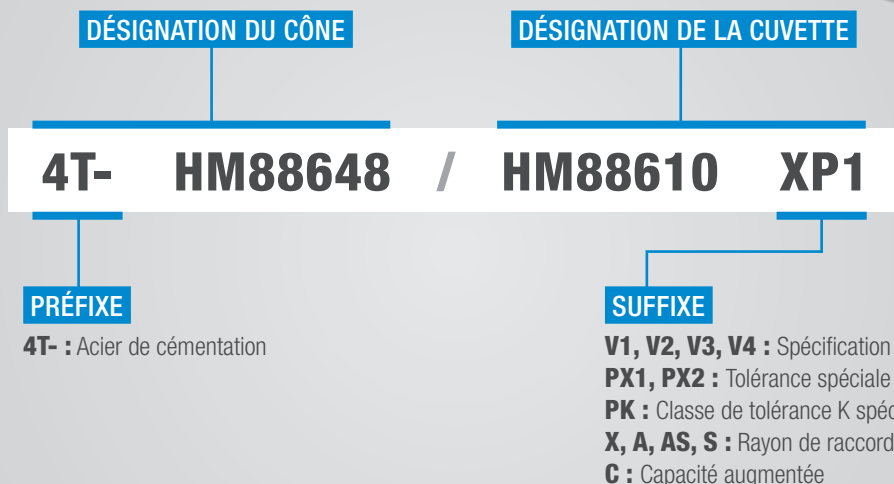 DÉSIGNATION DU CÔNE
DÉSIGNATION DE LA CUVETTE
4T- HM88648 / HM88610 XP1
PRÉFIXE
4T- : Acier de cémentation
SUFFIXE
V1, V2, V3, V4 : Spécification
PX1, PX2 : Tolérance spéciale
PK : Classe de tolérance K
X, A, AS, S : Rayon de raccord
C : Capacité augmentée